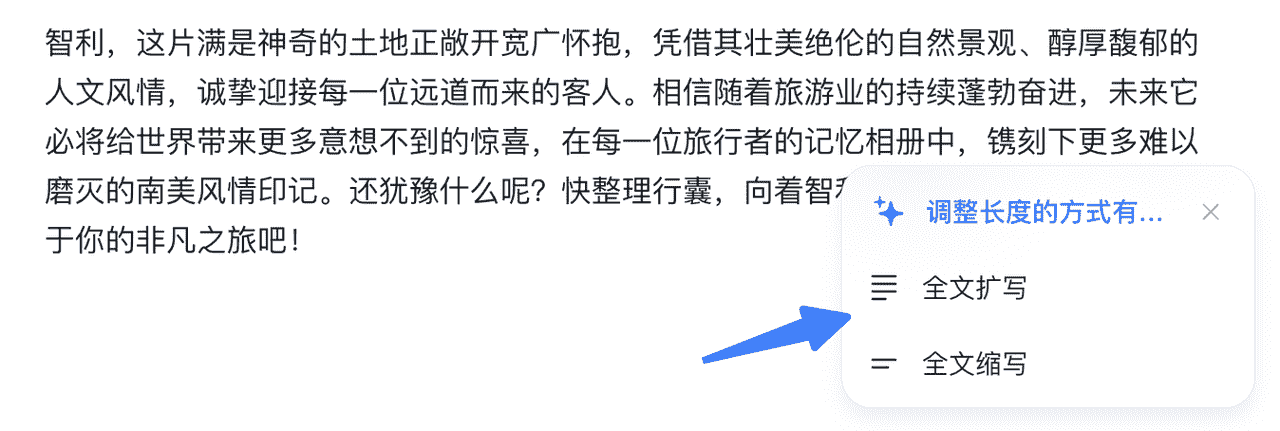 智利，这片满是神奇的土地正敞开宽广怀抱，凭借其壮美绝伦的自然景观、醇厚馥郁的
人文风情，诚挚迎接每一位远道而来的客人。相信随着旅游业的持续蓬勃奋进，未来它
必将给世界带来更多意想不到的惊喜，在每一位旅行者的记忆相册中，镌刻下更多难以
磨灭的南美风情印记。还犹豫什么呢？快整理行囊，向着智
于你的非凡之旅吧！
调整长度的方式有...
全文扩写
全文缩写